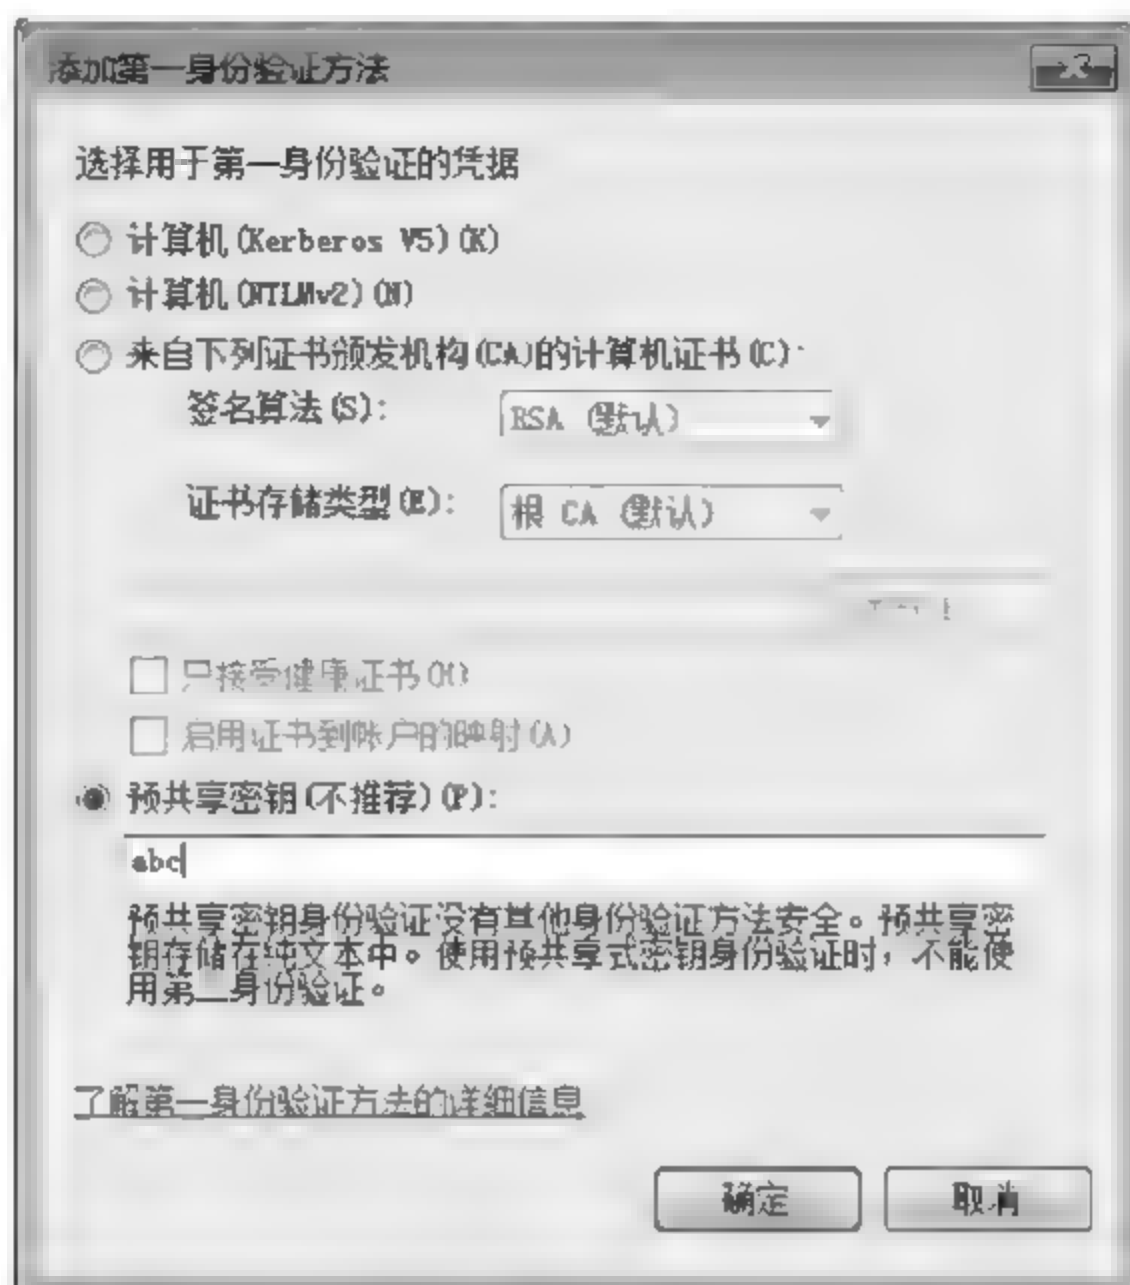 添加第一身份验证方法
选择用于第一身份验证的凭据
计算机(Kerberos V5)(K)
计算机(NTLMv2)(N)
来自下列证书颁发机构(CA)的计算机证书(C):
签名算法(S): RSA (默认)
证书存储类型(E): 根 CA (默认)
只接受健康证书(H)
启用证书到帐户的映射(A)
预共享密钥(不推荐)(P):
abc
预共享密钥身份验证没有其他身份验证方法安全。预共享密
钥存储在纯文本中。使用预共享式密钥身份验证时，不能使
用第二身份验证。
了解第一身份验证方法的详细信息
确定 取消